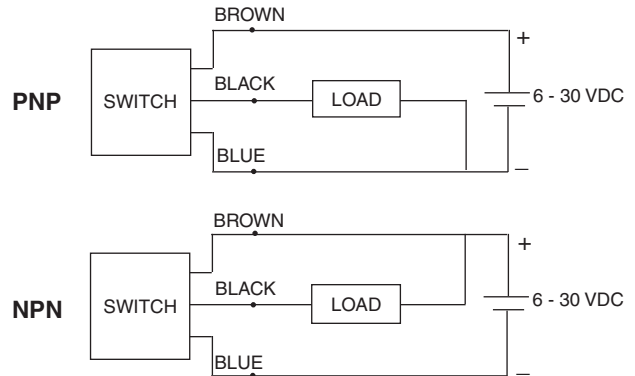 BROWN
+
PNP
SWITCH
BLACK
LOAD
6 - 30 VDC
BLUE
–
BROWN
+
NPN
SWITCH
BLACK
LOAD
6 - 30 VDC
BLUE
–